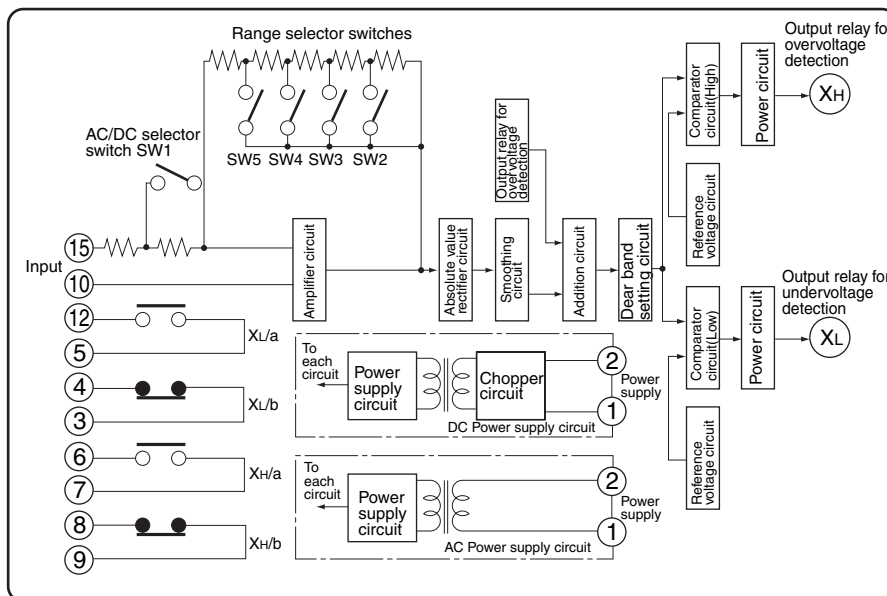 Range selector switches
AC/DC selector
switch SW1
SW5
SW4
SW3
SW2
Output relay for
overvoltage
detection
Output relay fo
overvoltage
detection
Comparator
circuit(High)
Power circuit
XH
Reference
voltage circuit
Input
15
10
Amplifier circuit
Absolute value
rectifier circuit
Smoothing
circuit
Addition circuit
Dear band
setting circuit
Output relay for
undervoltage
detection
Comparator
circuit(Low)
Power circuit
XL
Reference
voltage circuit
12
5
XL/a
4
3
XL/b
6
7
XH/a
8
9
XH/b
To
each
circuit
Power
supply
circuit
Chopper
circuit
2
Power
supply
1
DC Power supply circuit
To
each
circuit
Power
supply
circuit
2
Power
supply
1
AC Power supply circuit